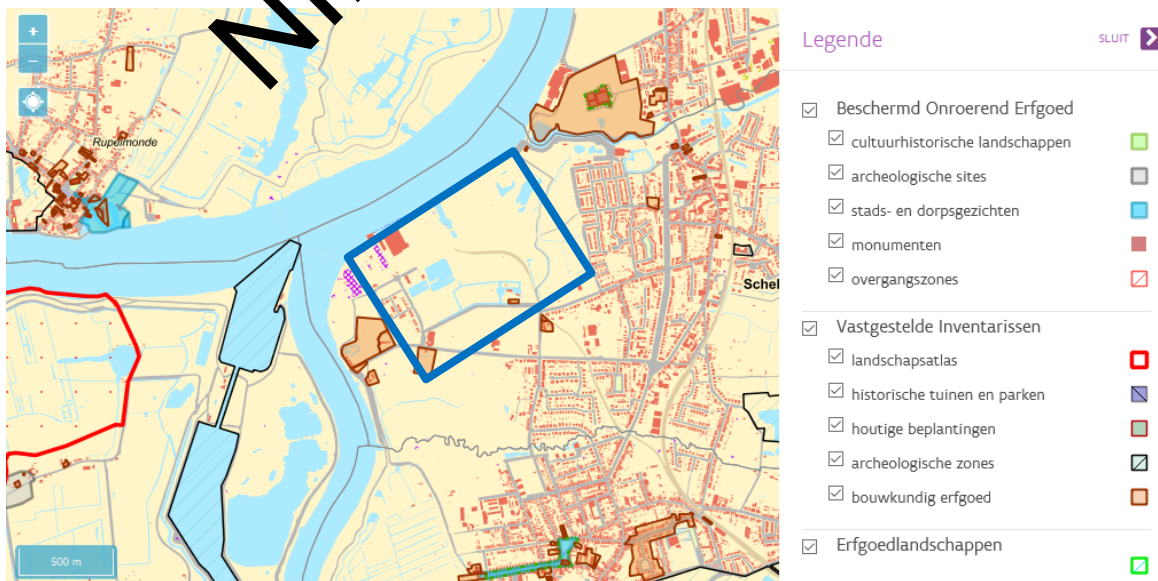 +
−
Rupelmonde
Schel
500 m
Legende
SLUIT
Beschermd Onroerend Erfgoed
cultuurhistorische landschappen
archeologische sites
stads- en dorpsgezichten
monumenten
overgangszones
Vastgestelde Inventarissen
landschapsatlas
historische tuinen en parken
houtige beplantingen
archeologische zones
bouwkundig erfgoed
Erfgoedlandschappen